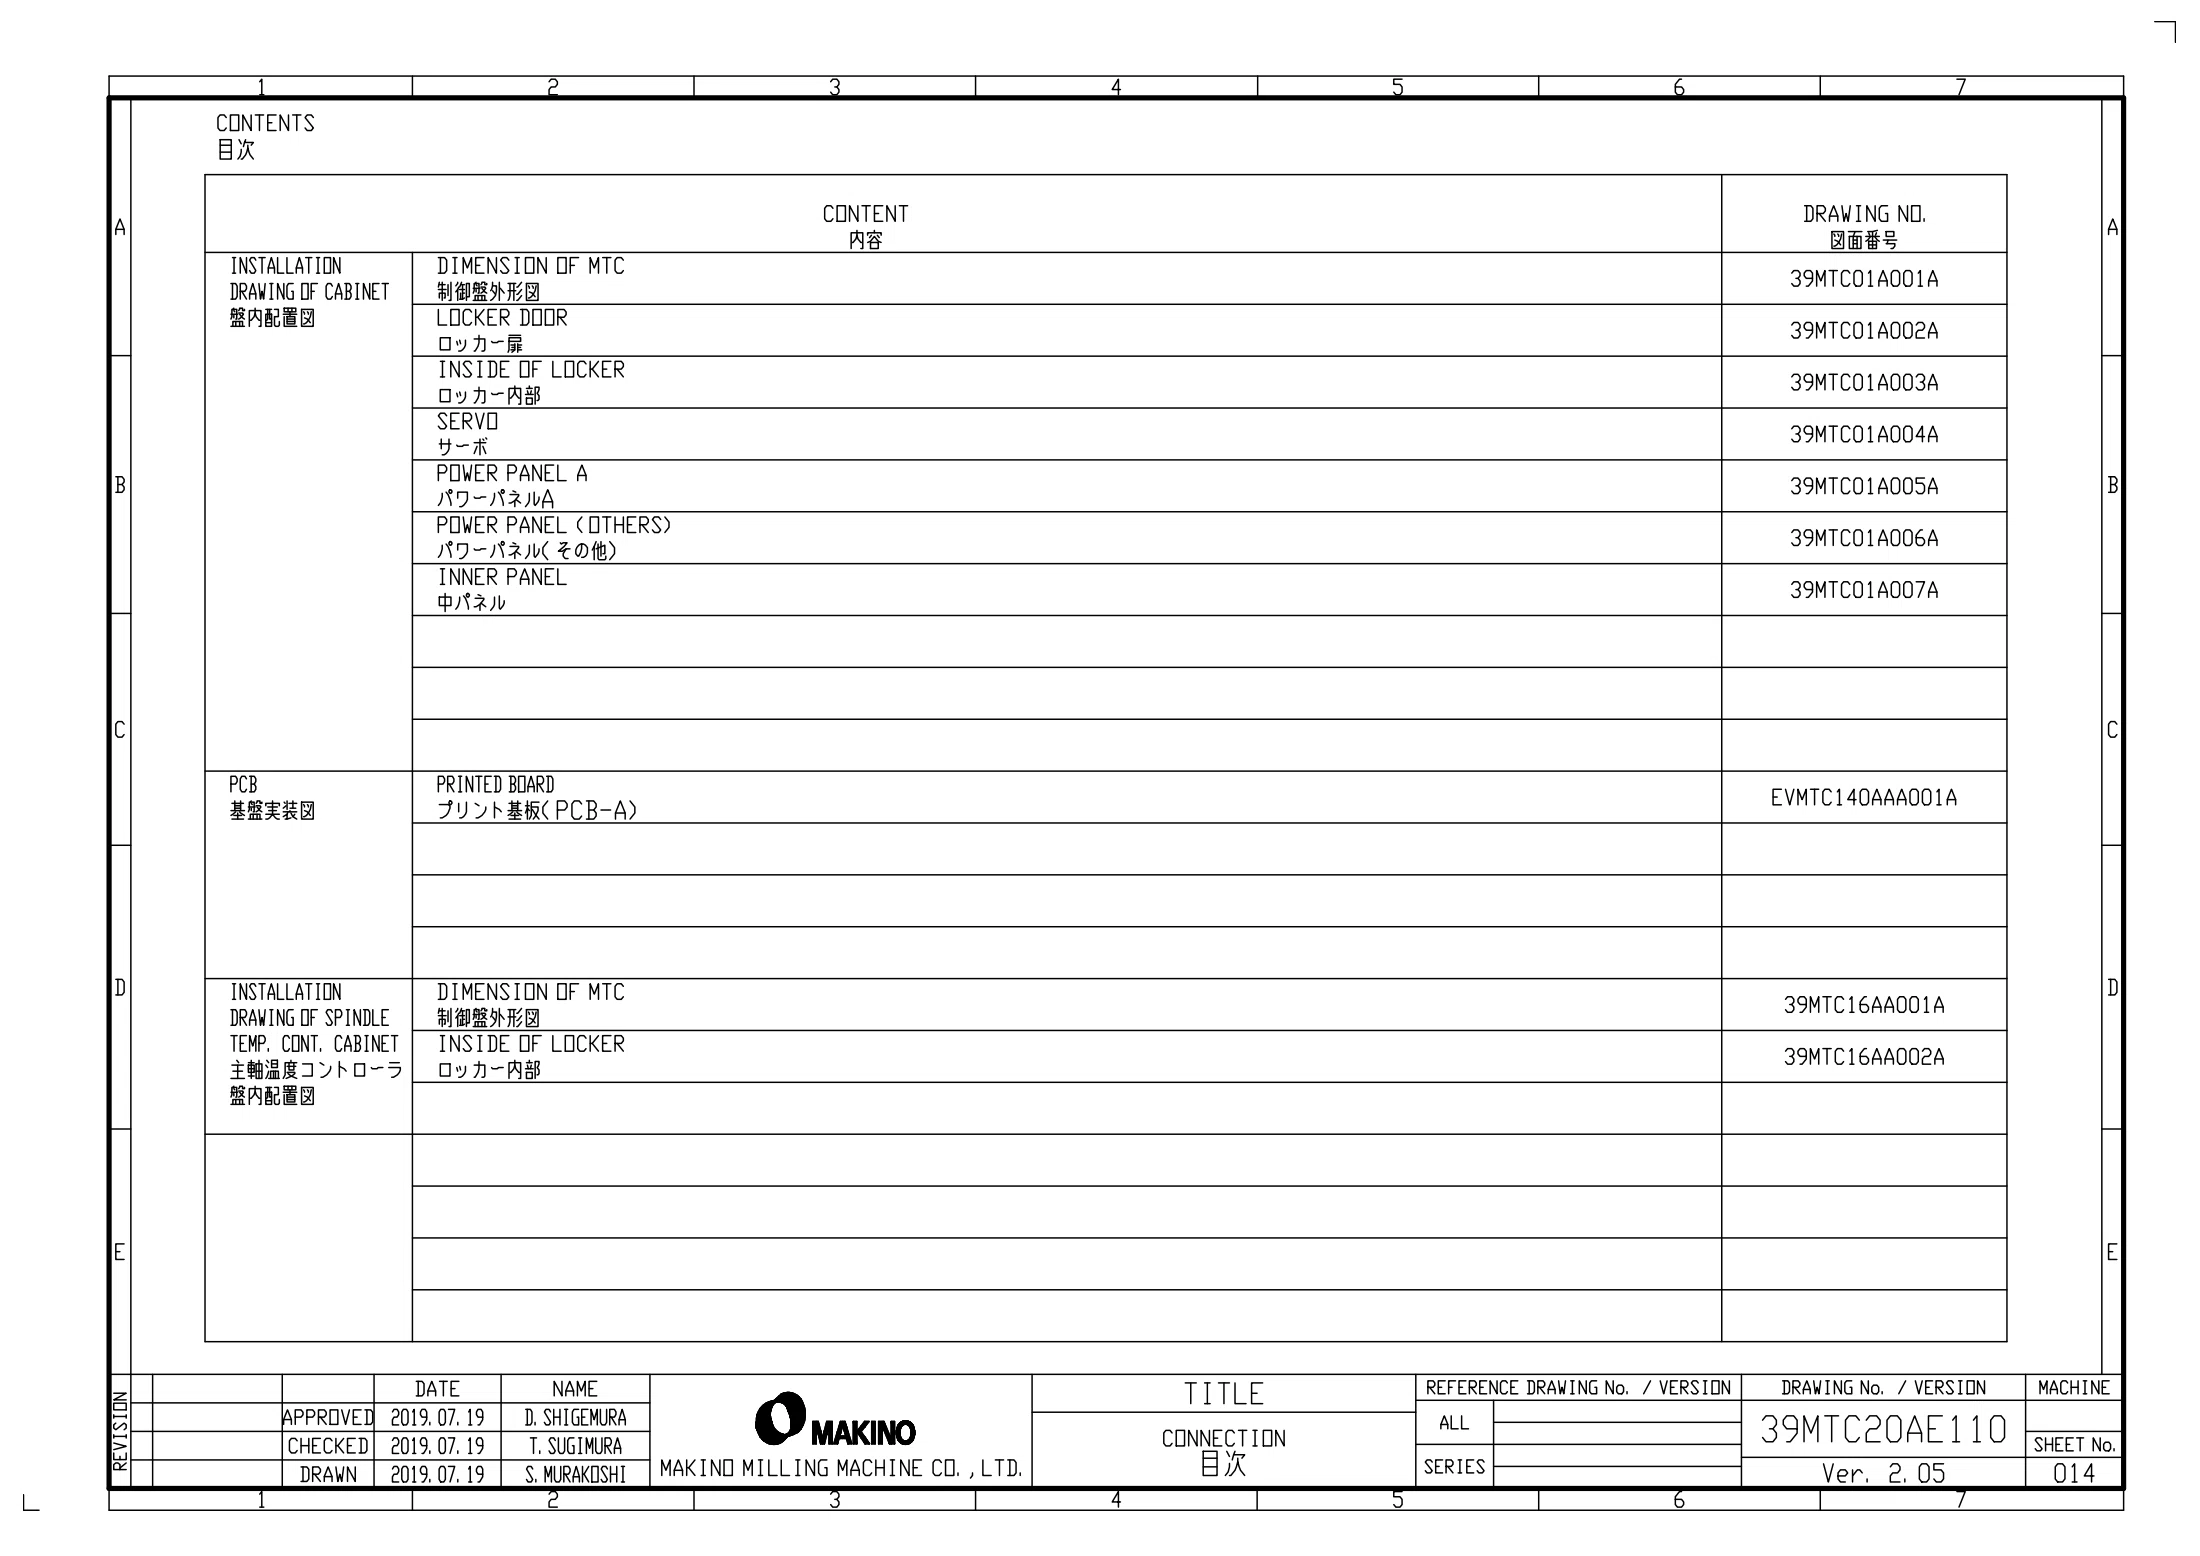 1 2 3 4 5 6 7
CONTENTS
目次
CONTENT
内容
DRAWING NO.
図面番号
A A
INSTALLATION
DRAWING OF CABINET
盤内配置図
DIMENSION OF MTC
制御盤外形図
39MTC01A001A
LOCKER DOOR
ロッカー扉
39MTC01A002A
INSIDE OF LOCKER
ロッカー内部
39MTC01A003A
SERVO
サーボ
39MTC01A004A
B B
POWER PANEL A
パワーパネルA
39MTC01A005A
POWER PANEL (OTHERS)
パワーパネル(その他)
39MTC01A006A
INNER PANEL
中パネル
39MTC01A007A
C C
PCB
基盤実装図
PRINTED BOARD
プリント基板(PCB-A)
EVMTC140AAA001A
D D
INSTALLATION
DRAWING OF SPINDLE
TEMP. CONT. CABINET
主軸温度コントローラ
盤内配置図
DIMENSION OF MTC
制御盤外形図
39MTC16AA001A
INSIDE OF LOCKER
ロッカー内部
39MTC16AA002A
E E
REVISION
DATE NAME
APPROVED 2019.07.19 D. SHIGEMURA
CHECKED 2019.07.19 T. SUGIMURA
DRAWN 2019.07.19 S. MURAKOSHI
MAKINO
MAKINO MILLING MACHINE CO.,LTD.
TITLE
CONNECTION
目次
REFERENCE DRAWING No. / VERSION
ALL
SERIES
DRAWING No. / VERSION
39MTC20AE110
Ver. 2.05
MACHINE
SHEET No.
014
1 2 3 4 5 6 7